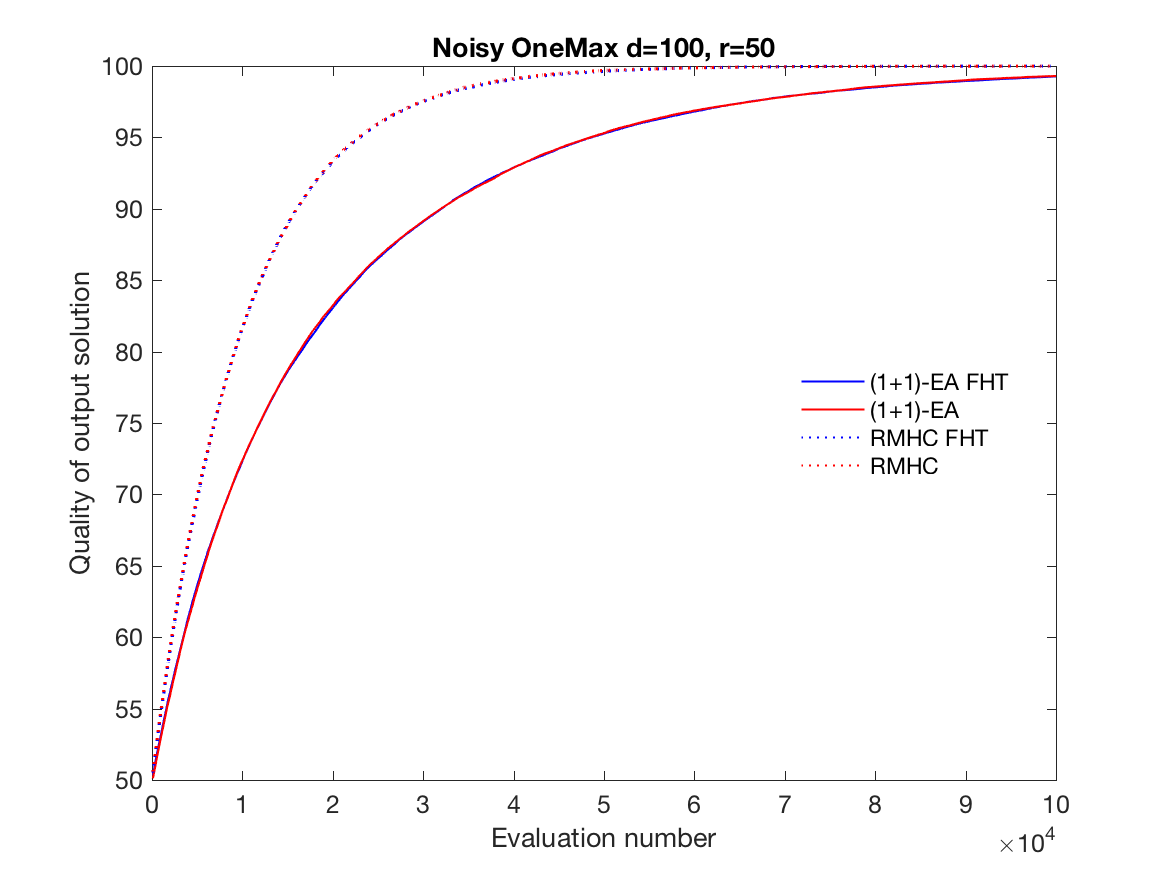 Noisy OneMax d=100, r=50
Quality of output solution
100
95
90
85
80
75
70
65
60
55
50
(1+1)-EA FHT
(1+1)-EA
RMHC FHT
RMHC
0 1 2 3 4 5 6 7 8 9 10
Evaluation number
×10⁴